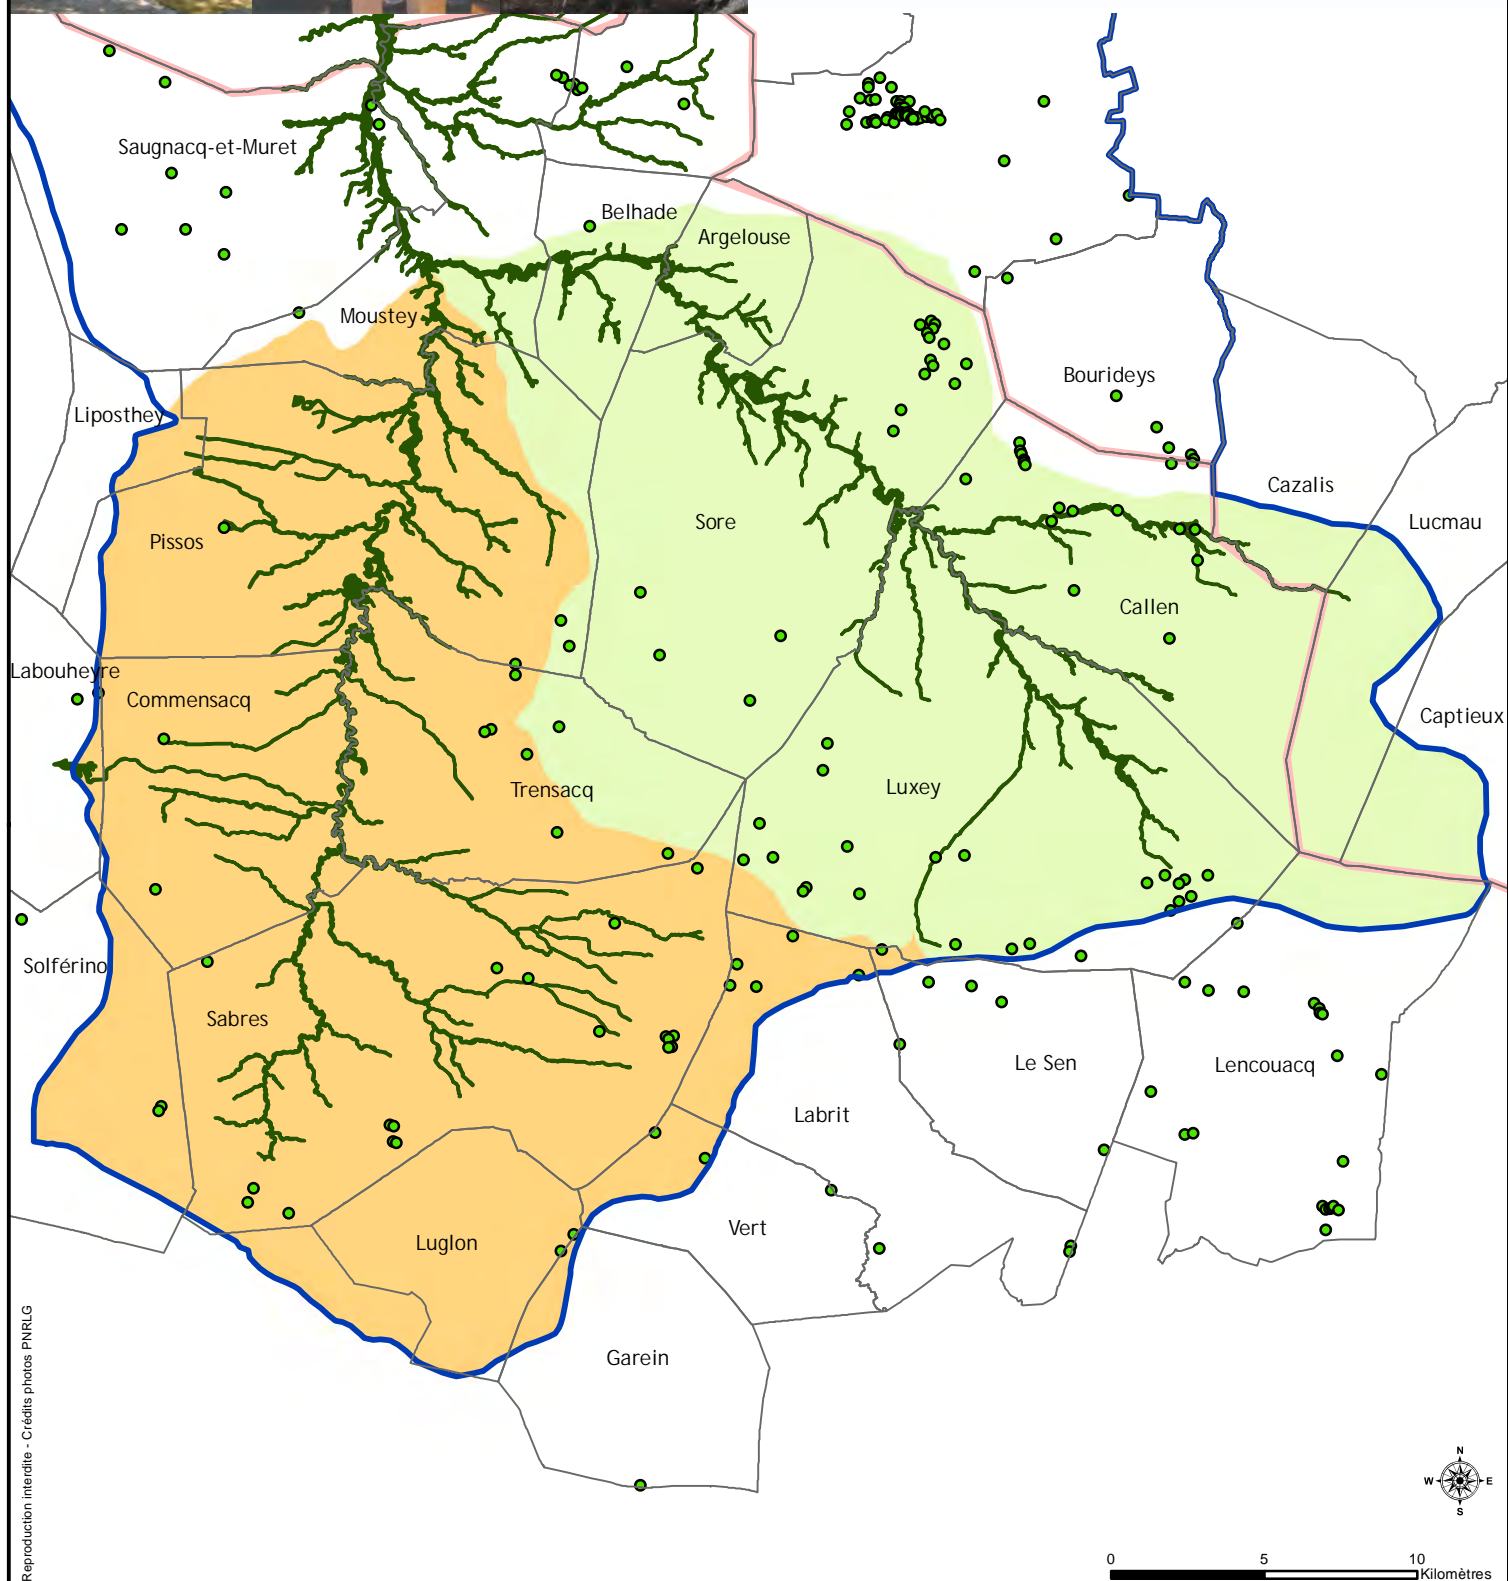 Saugnacq-et-Muret
Belhade
Argelouse
Moustey
Bourideys
Liposthey
Cazalis
Lucmau
Sore
Pissos
Callen
Labouheyre
Commensacq
Captieux
Luxey
Trensacq
Solférino
Sabres
Le Sen
Lencouacq
Labrit
Vert
Luglon
Garein
Reproduction interdite - Crédits photos PNRLG
N
W E
S
0 5 10
Kilomètres